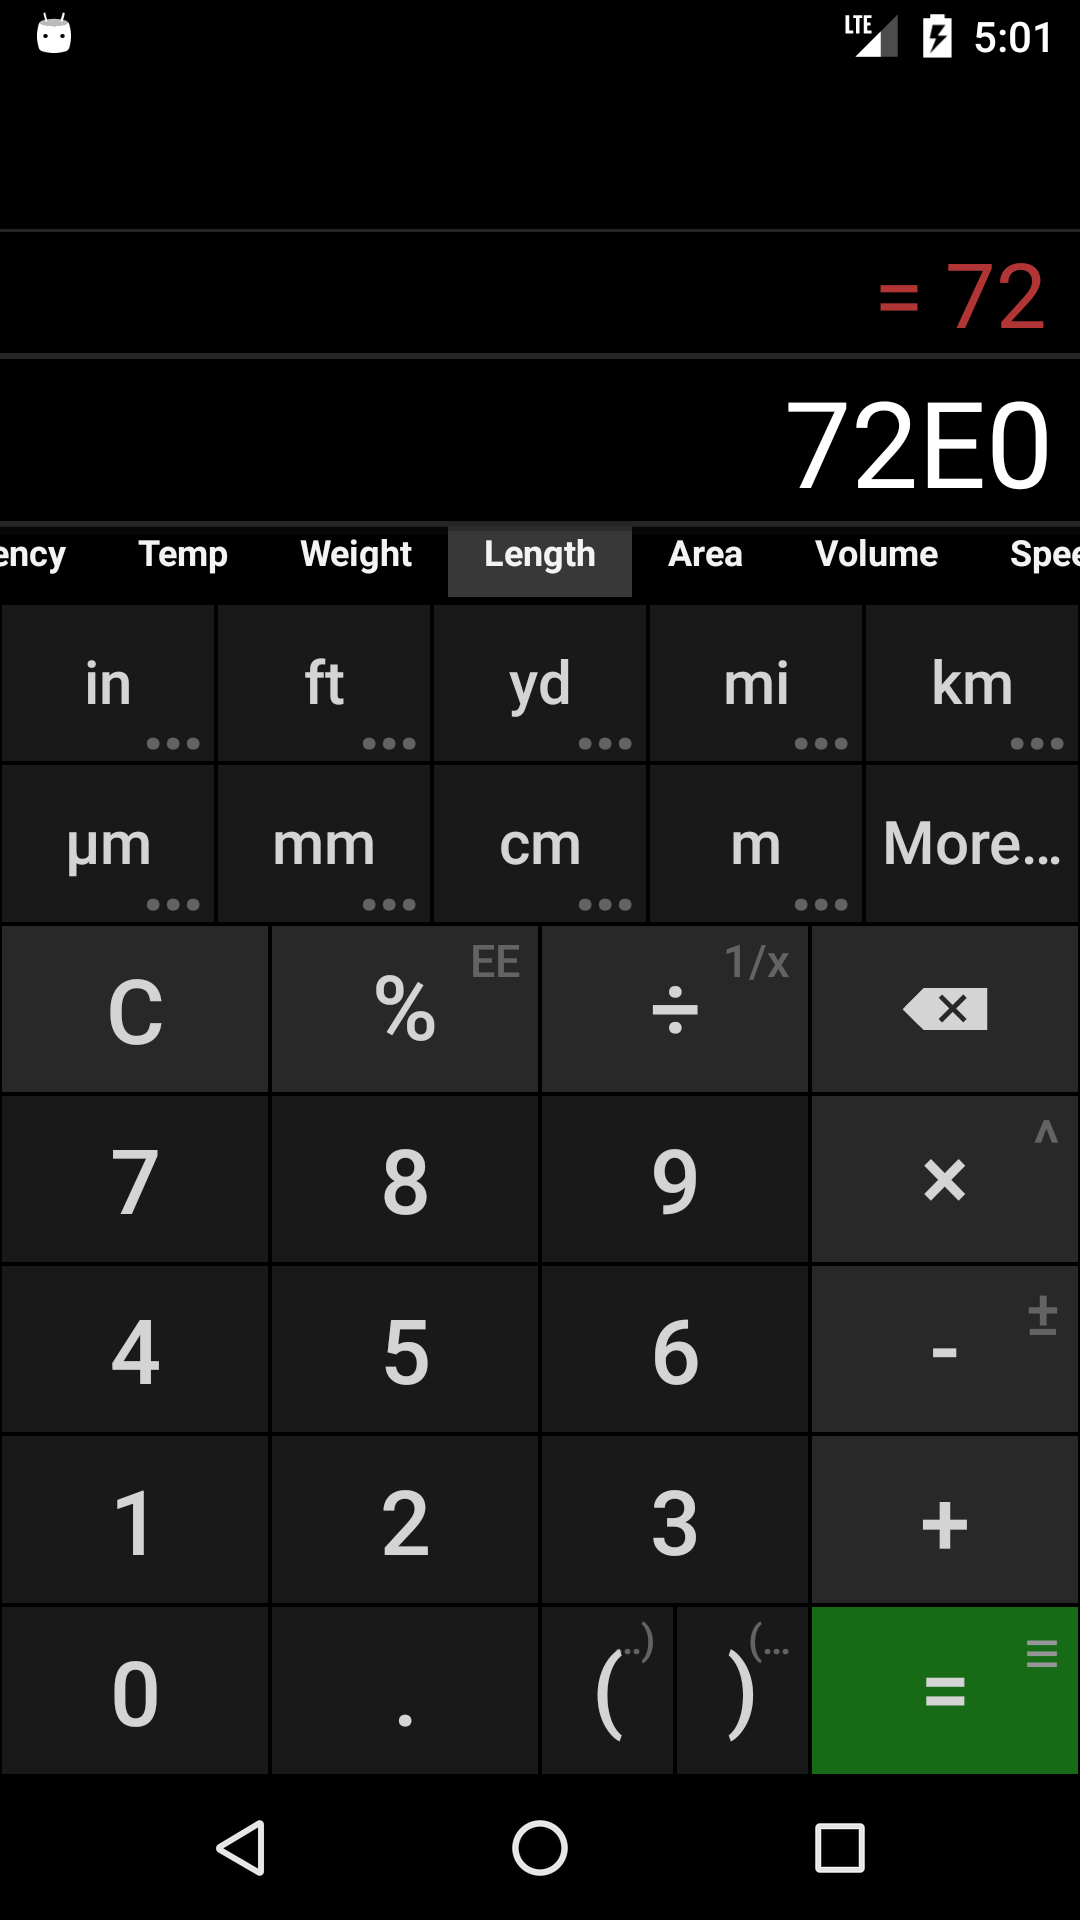 LTE 5:01
= 72
72E0
ency Temp Weight Length Area Volume Spee
in ft yd mi km
µm mm cm m More...
C % EE ÷ 1/x
7 8 9 × ^
4 5 6 - ±
1 2 3 +
0 . ( ..) ) (... =